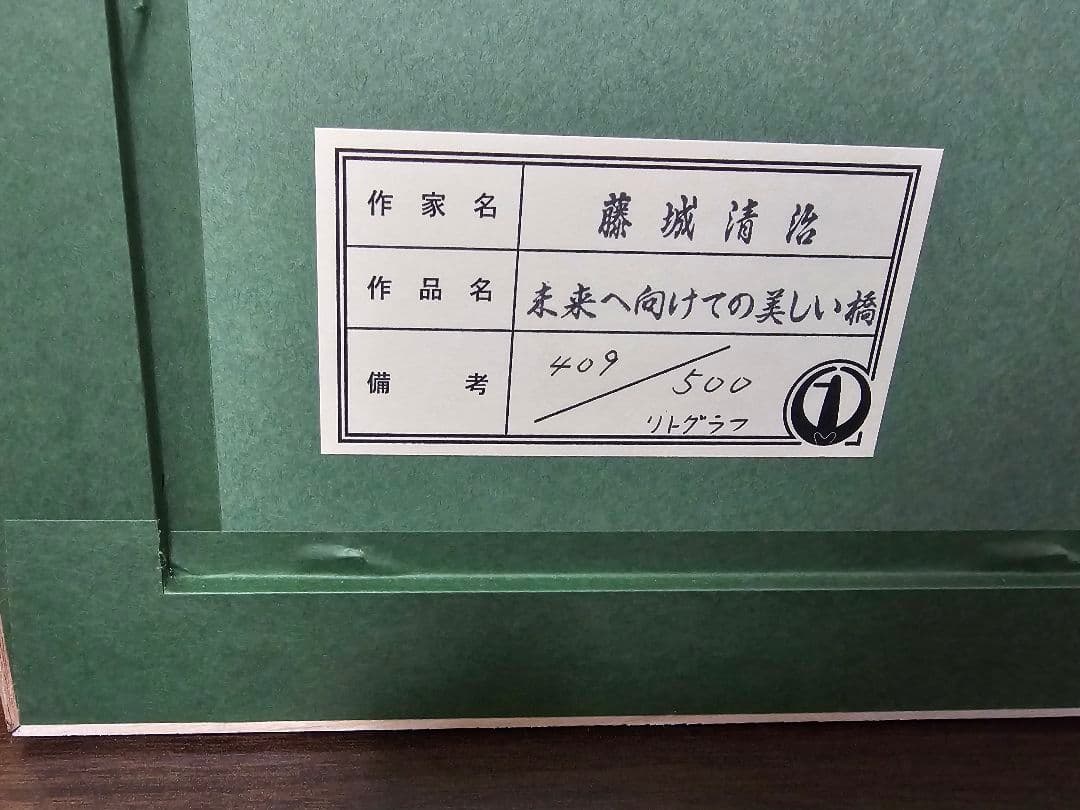 作家名 藤城清治
作品名 未来へ向けての美しい橋
備考 409/500
リトグラフ